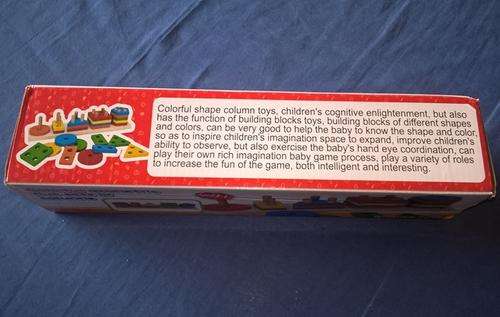 Colorful shape column toys, children's cognitive enlightenment, but also
has the function of building blocks toys, building blocks of different shapes
and colors, can be very good to help the baby to know the shape and color,
so as to inspire children's imagination space to expand, improve children's
ability to observe, but also exercise the baby's hand eye coordination, can
play their own rich imagination baby game process, play a variety of roles
to increase the fun of the game, both intelligent and interesting.